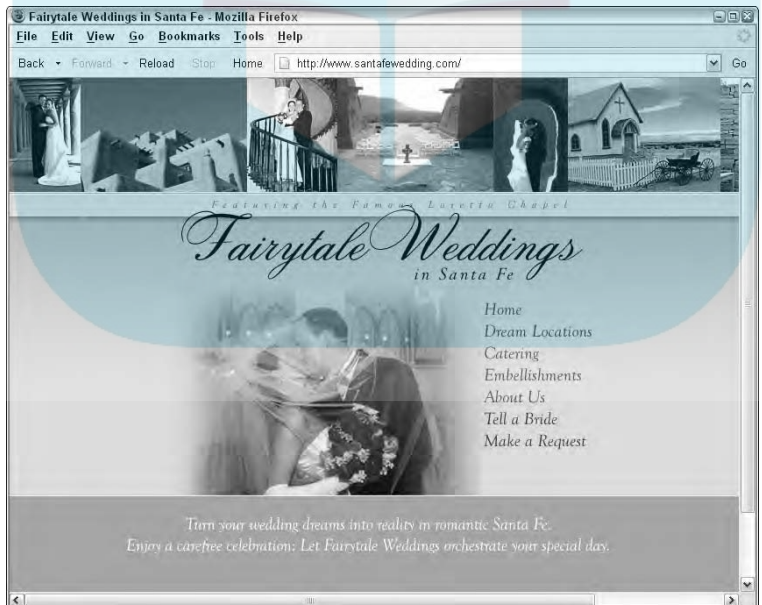 Fairytale Weddings in Santa Fe - Mozilla Firefox
File Edit View Go Bookmarks Tools Help
Back Forward Reload Stop Home http://www.santafewedding.com/ Go
Featuring the Famous Loretto Chapel
Fairytale Weddings
in Santa Fe
Home
Dream Locations
Catering
Embellishments
About Us
Tell a Bride
Make a Request
Turn your wedding dreams into reality in romantic Santa Fe.
Enjoy a carefree celebration: Let Fairytale Weddings orchestrate your special day.